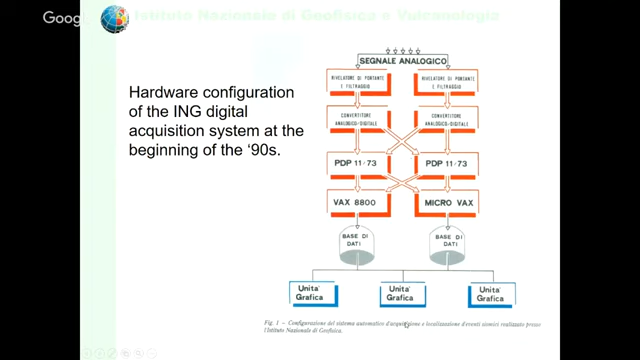 Google
Istituto Nazionale di Geofisica e Vulcanologia
Hardware configuration
of the ING digital
acquisition system at the
beginning of the '90s.
SEGNALE ANALOGICO
RIVELATORE DI PORTANTE
E FILTRAGGIO
RIVELATORE DI PORTANTE
E FILTRAGGIO
CONVERTITORE
ANALOGICO-DIGITALE
CONVERTITORE
ANALOGICO-DIGITALE
PDP 11/73
PDP 11/73
VAX 8800
MICRO VAX
BASE DI
DATI
BASE DI
DATI
Unita'
Grafica
Unita'
Grafica
Unita'
Grafica
Fig. 1 — Configurazione del sistema automatico d'acquisizione e localizzazione d'eventi sismici realizzato presso
l'Istituto Nazionale di Geofisica.